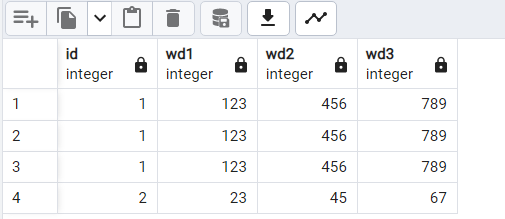 id wd1 wd2 wd3
integer integer integer integer
1 1 123 456 789
2 1 123 456 789
3 1 123 456 789
4 2 23 45 67